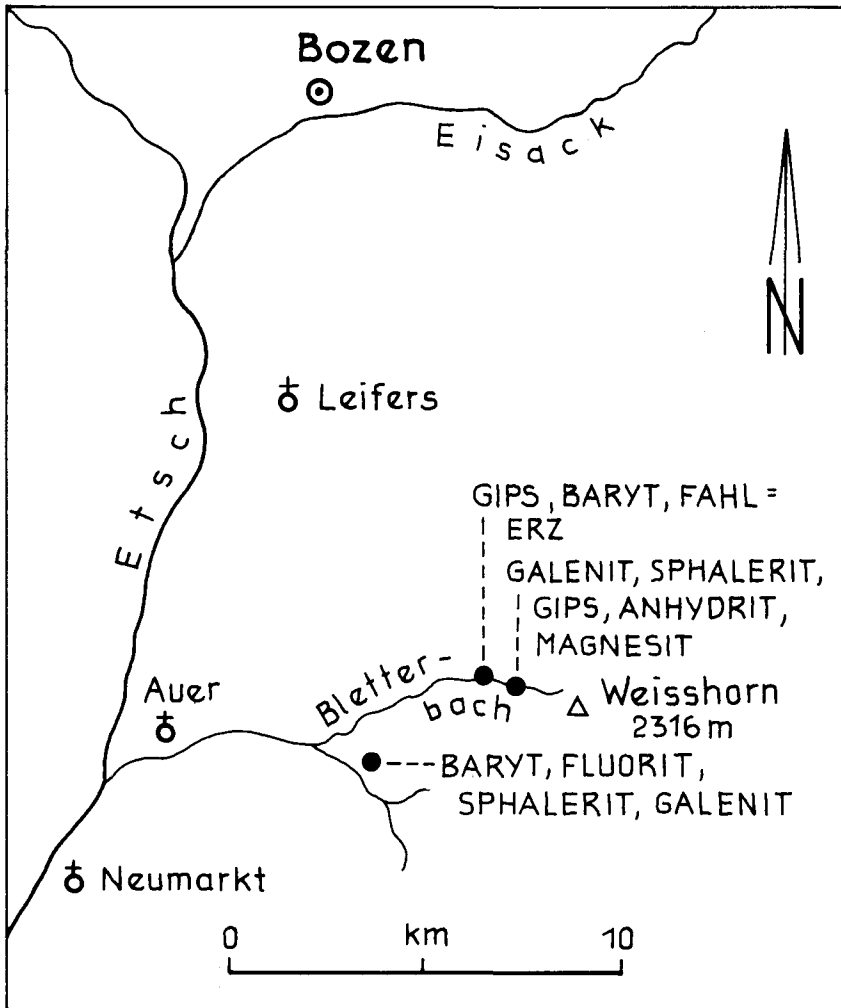 Bozen
Eisack
N
Etsch
Leifers
GIPS, BARYT, FAHL=
ERZ
GALENIT, SPHALERIT,
GIPS, ANHYDRIT,
MAGNESIT
Bletter-
bach
Weisshorn
2316m
Auer
BARYT, FLUORIT,
SPHALERIT, GALENIT
Neumarkt
0 km 10